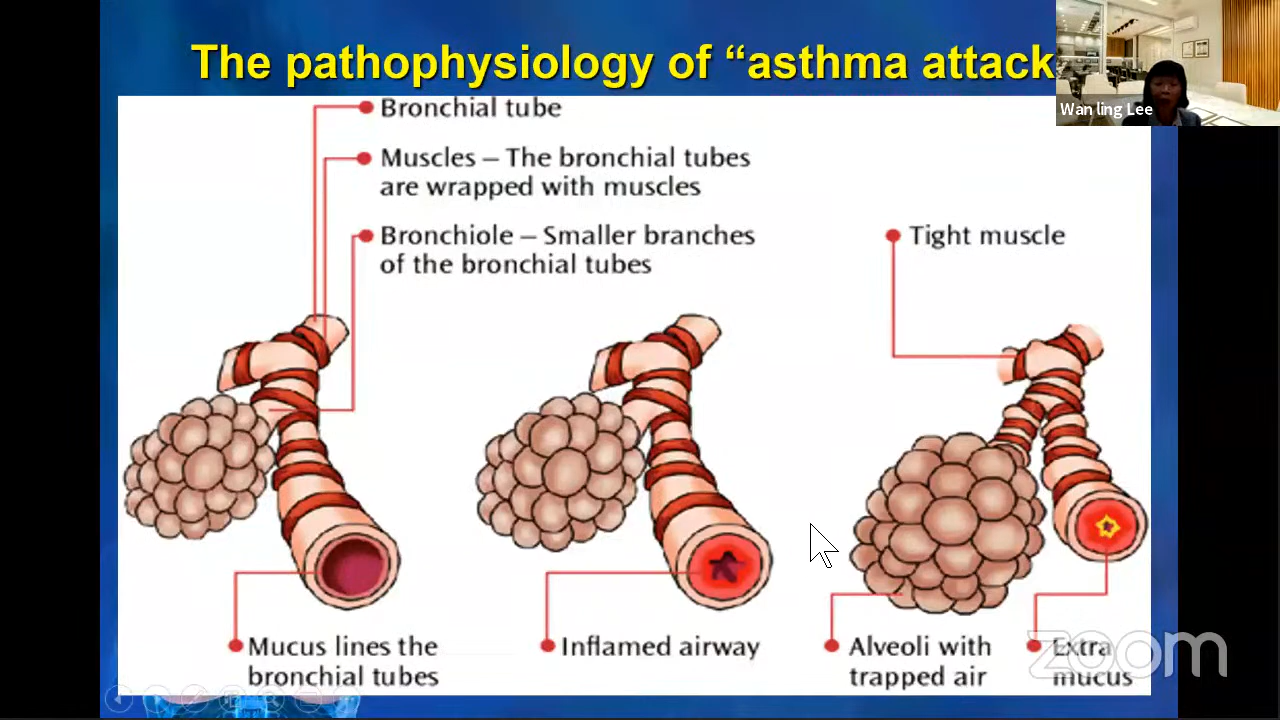 The pathophysiology of “asthma attack
Wan ling Lee
Bronchial tube
Muscles – The bronchial tubes
are wrapped with muscles
Bronchiole – Smaller branches
of the bronchial tubes
Tight muscle
Mucus lines the
bronchial tubes
Inflamed airway
Alveoli with
trapped air
Extra
mucus
zoom